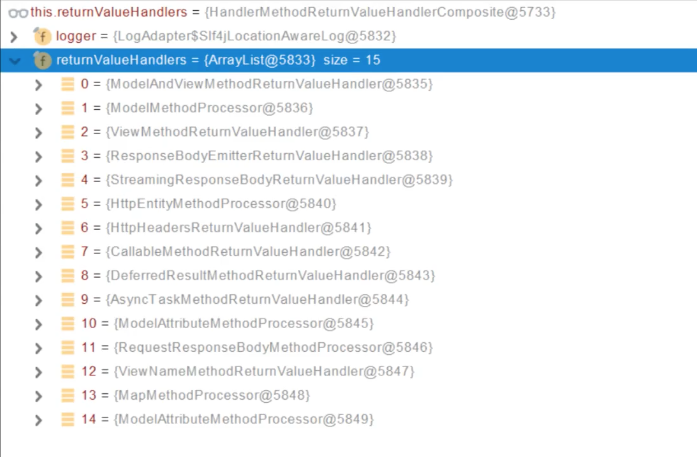 this.returnValueHandlers = {HandlerMethodReturnValueHandlerComposite@5733}
f logger = {LogAdapter$Slf4jLocationAwareLog@5832}
f returnValueHandlers = {ArrayList@5833} size = 15
0 = {ModelAndViewMethodReturnValueHandler@5835}
1 = {ModelMethodProcessor@5836}
2 = {ViewMethodReturnValueHandler@5837}
3 = {ResponseBodyEmitterReturnValueHandler@5838}
4 = {StreamingResponseBodyReturnValueHandler@5839}
5 = {HttpEntityMethodProcessor@5840}
6 = {HttpHeadersReturnValueHandler@5841}
7 = {CallableMethodReturnValueHandler@5842}
8 = {DeferredResultMethodReturnValueHandler@5843}
9 = {AsyncTaskMethodReturnValueHandler@5844}
10 = {ModelAttributeMethodProcessor@5845}
11 = {RequestResponseBodyMethodProcessor@5846}
12 = {ViewNameMethodReturnValueHandler@5847}
13 = {MapMethodProcessor@5848}
14 = {ModelAttributeMethodProcessor@5849}